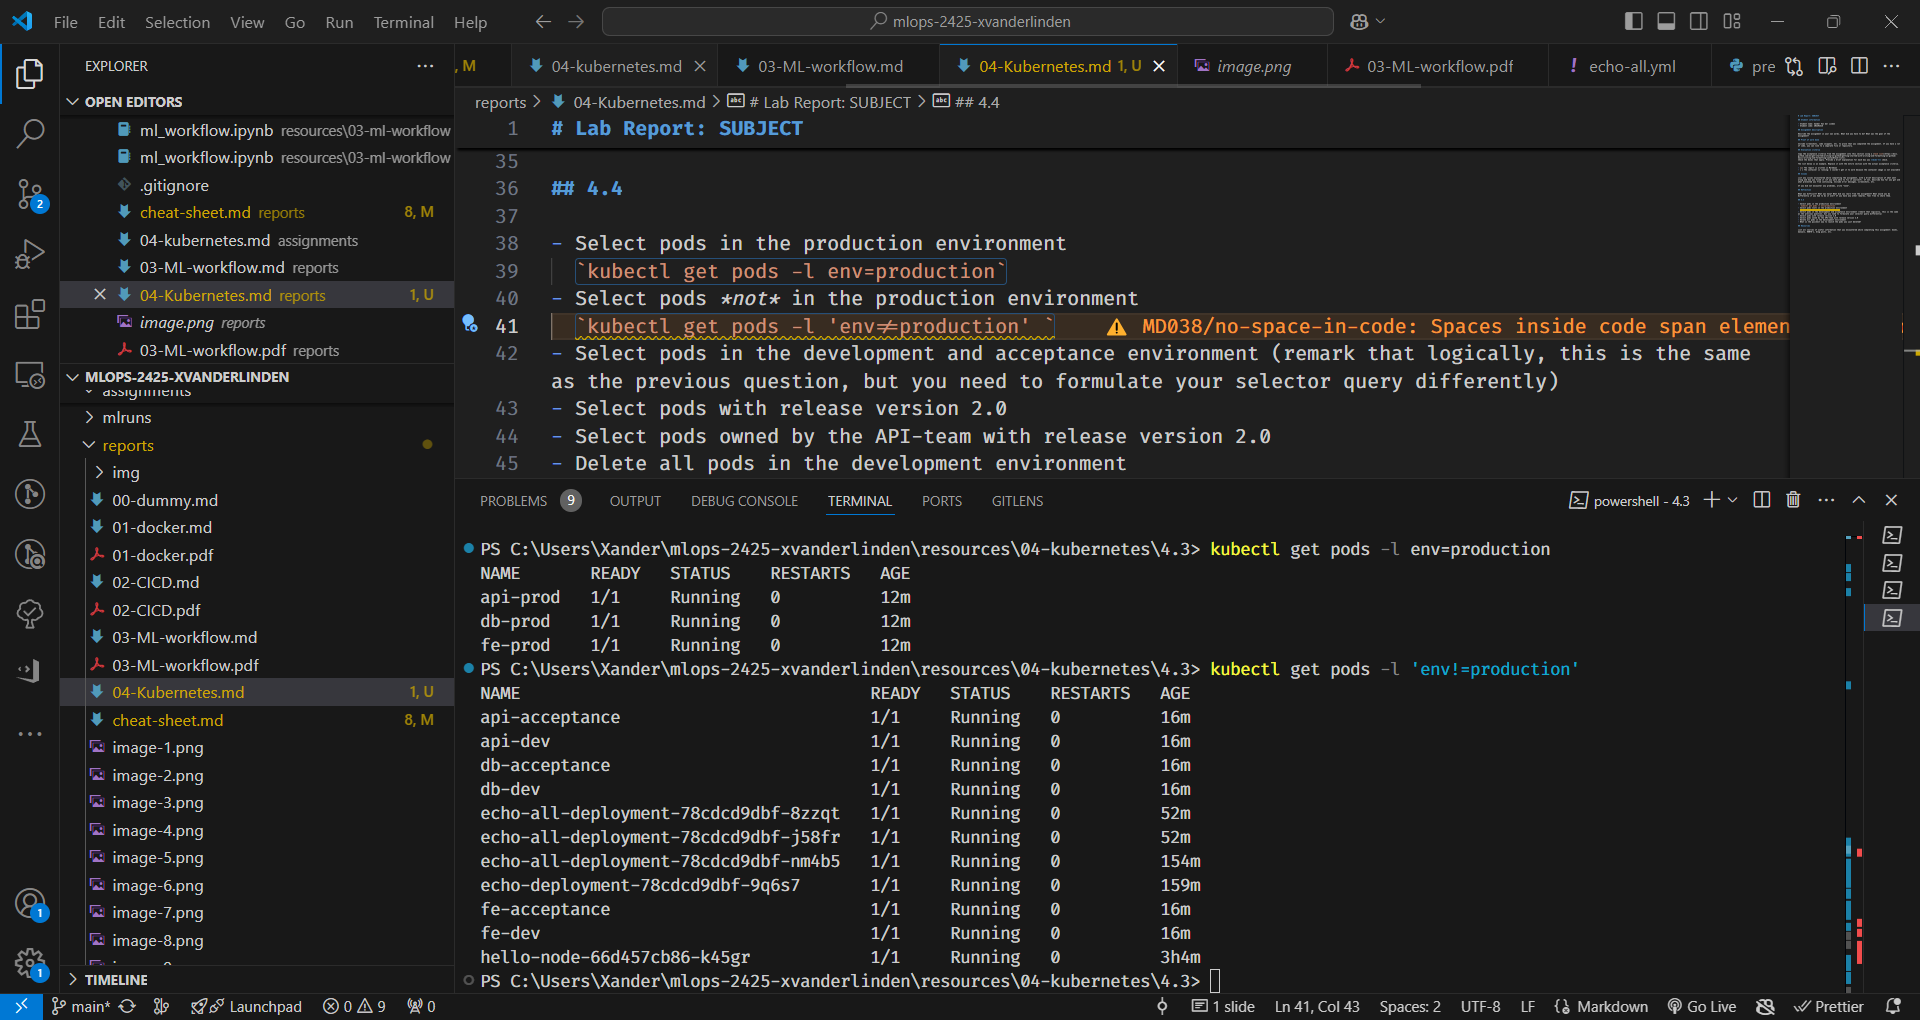 File Edit Selection View Go Run Terminal Help
mlops-2425-xvanderlinden
EXPLORER
OPEN EDITORS
ml_workflow.ipynb resources\03-ml-workflow
ml_workflow.ipynb resources\03-ml-workflow
.gitignore
cheat-sheet.md reports 8, M
04-kubernetes.md assignments
03-ML-workflow.md reports
04-Kubernetes.md reports 1, U
image.png reports
03-ML-workflow.pdf reports
MLOPS-2425-XVANDERLINDEN
assignments
mlruns
reports
img
00-dummy.md
01-docker.md
01-docker.pdf
02-CICD.md
02-CICD.pdf
03-ML-workflow.md
03-ML-workflow.pdf
04-Kubernetes.md 1, U
cheat-sheet.md 8, M
image-1.png
image-2.png
image-3.png
image-4.png
image-5.png
image-6.png
image-7.png
image-8.png
TIMELINE
, M 04-kubernetes.md 03-ML-workflow.md 04-Kubernetes.md 1, U image.png 03-ML-workflow.pdf echo-all.yml pre
reports > 04-Kubernetes.md > # Lab Report: SUBJECT > ## 4.4
1 # Lab Report: SUBJECT
35
36 ## 4.4
37
38 - Select pods in the production environment
39 `kubectl get pods -l env=production`
40 - Select pods *not* in the production environment
41 `kubectl get pods -l 'env!=production' ` MD038/no-space-in-code: Spaces inside code span elemen
42 - Select pods in the development and acceptance environment (remark that logically, this is the same
as the previous question, but you need to formulate your selector query differently)
43 - Select pods with release version 2.0
44 - Select pods owned by the API-team with release version 2.0
45 - Delete all pods in the development environment
PROBLEMS 9 OUTPUT DEBUG CONSOLE TERMINAL PORTS GITLENS
powershell - 4.3
PS C:\Users\Xander\mlops-2425-xvanderlinden\resources\04-kubernetes\4.3> kubectl get pods -l env=production
NAME READY STATUS RESTARTS AGE
api-prod 1/1 Running 0 12m
db-prod 1/1 Running 0 12m
fe-prod 1/1 Running 0 12m
PS C:\Users\Xander\mlops-2425-xvanderlinden\resources\04-kubernetes\4.3> kubectl get pods -l 'env!=production'
NAME READY STATUS RESTARTS AGE
api-acceptance 1/1 Running 0 16m
api-dev 1/1 Running 0 16m
db-acceptance 1/1 Running 0 16m
db-dev 1/1 Running 0 16m
echo-all-deployment-78cdcd9dbf-8zzqt 1/1 Running 0 52m
echo-all-deployment-78cdcd9dbf-j58fr 1/1 Running 0 52m
echo-all-deployment-78cdcd9dbf-nm4b5 1/1 Running 0 154m
echo-deployment-78cdcd9dbf-9q6s7 1/1 Running 0 159m
fe-acceptance 1/1 Running 0 16m
fe-dev 1/1 Running 0 16m
hello-node-66d457cb86-k45gr 1/1 Running 0 3h4m
PS C:\Users\Xander\mlops-2425-xvanderlinden\resources\04-kubernetes\4.3>
2
1
1
main* Launchpad 0 9 0 1 slide Ln 41, Col 43 Spaces: 2 UTF-8 LF Markdown Go Live Prettier